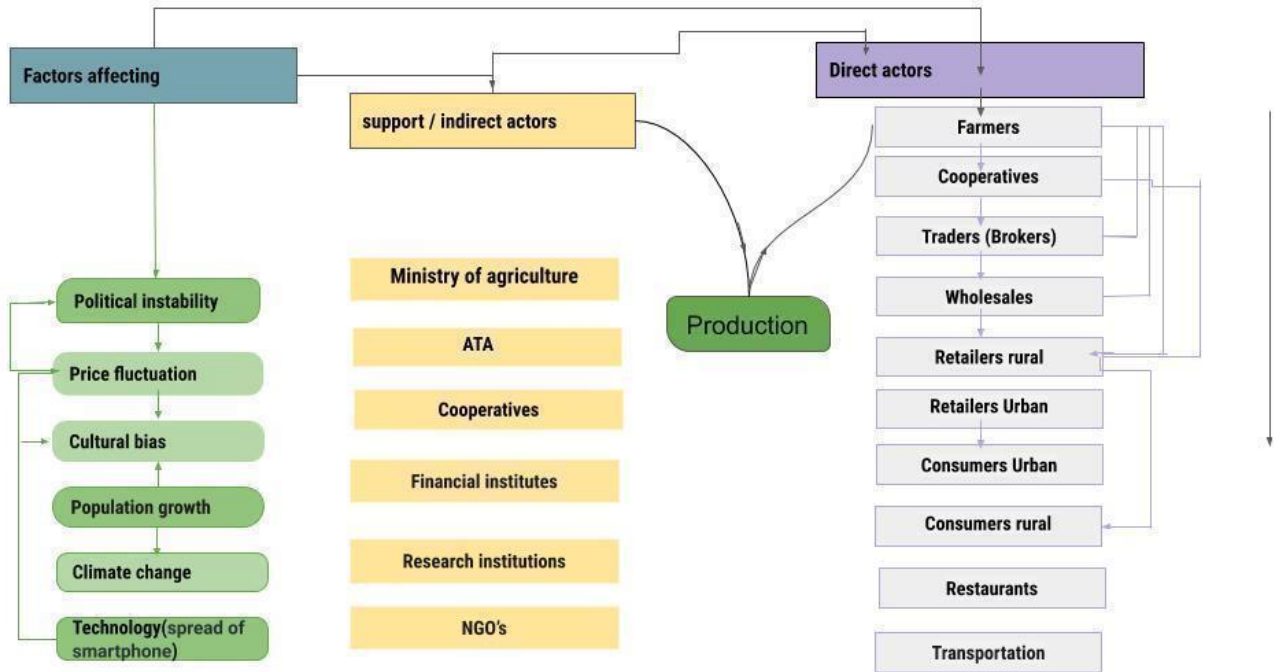 Factors affecting
support / indirect actors
Direct actors
Political instability
Price fluctuation
Cultural bias
Population growth
Climate change
Technology(spread of
smartphone)
Ministry of agriculture
ATA
Cooperatives
Financial institutes
Research institutions
NGO's
Production
Farmers
Cooperatives
Traders (Brokers)
Wholesales
Retailers rural
Retailers Urban
Consumers Urban
Consumers rural
Restaurants
Transportation